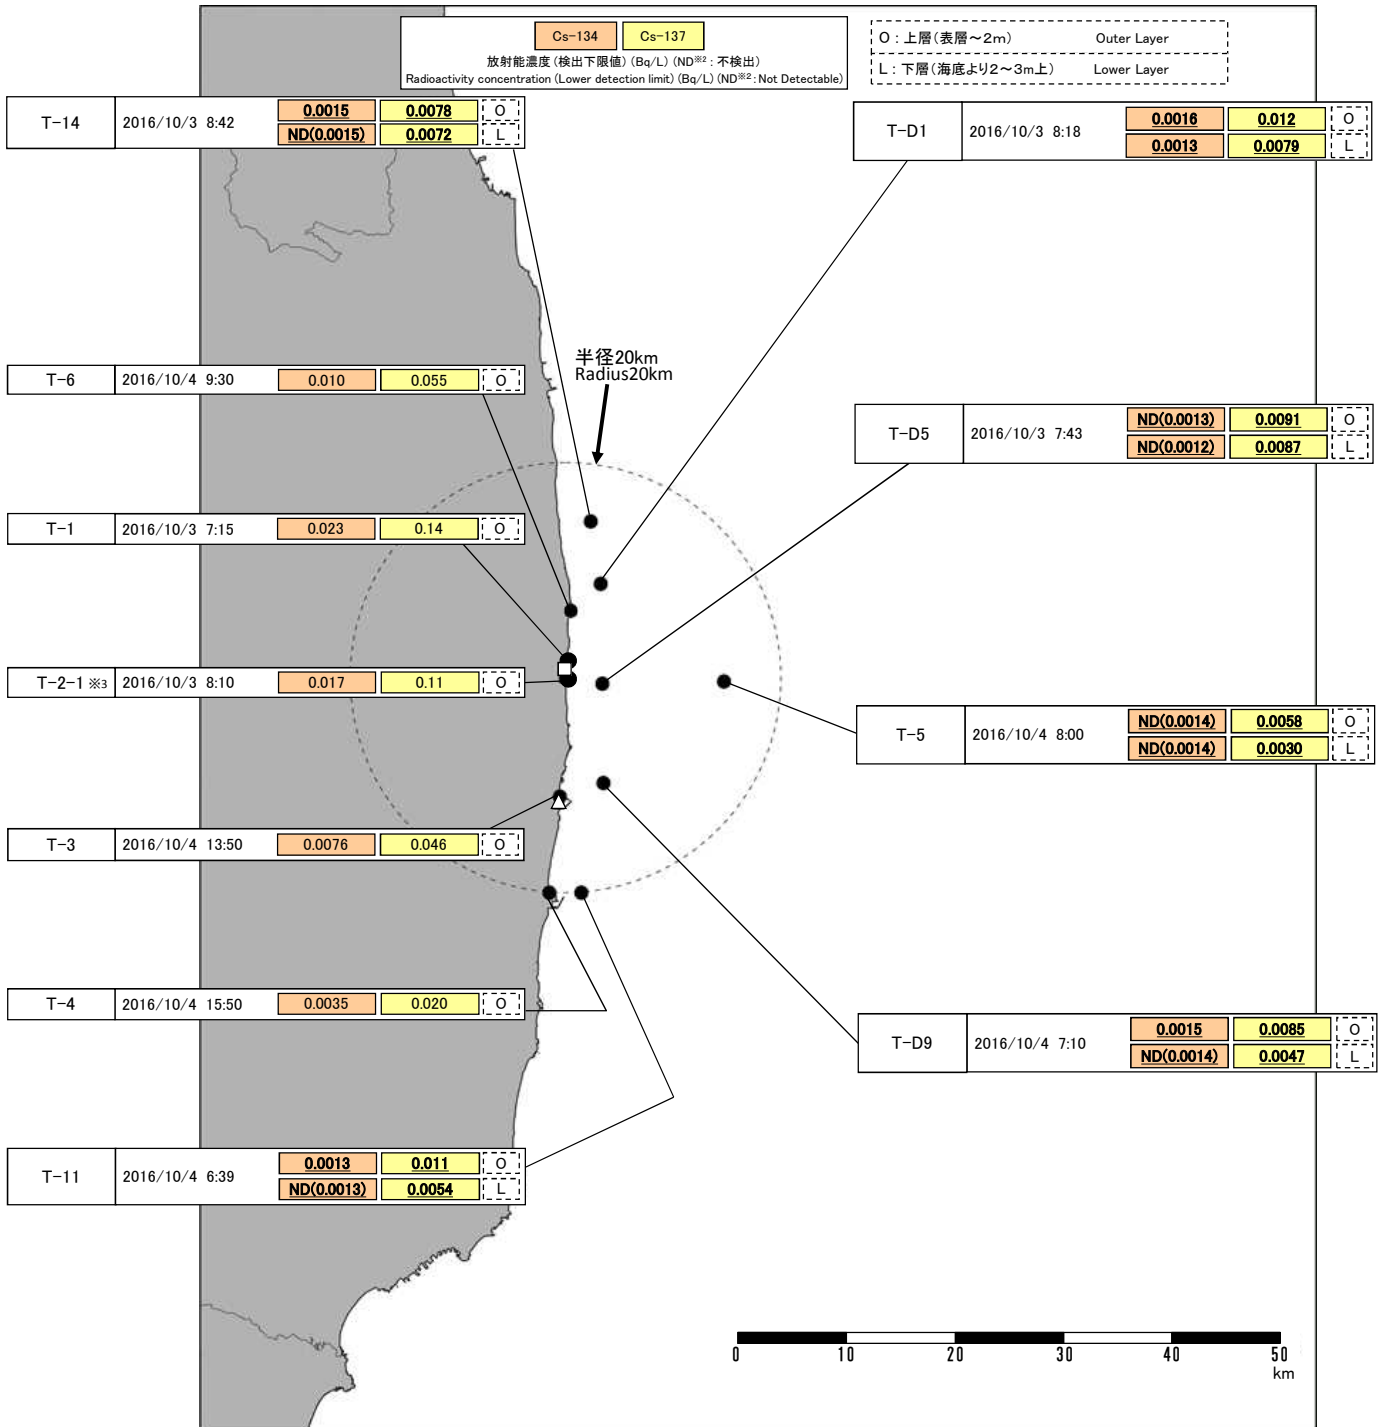 Cs-134 Cs-137
放射能濃度(検出下限値)(Bq/L)(ND※2:不検出)
Radioactivity concentration (Lower detection limit) (Bq/L) (ND※2:Not Detectable)
O:上層(表層～2m) Outer Layer
L:下層(海底より2～3m上) Lower Layer
T-14 2016/10/3 8:42 0.0015 0.0078 O
ND(0.0015) 0.0072 L
T-D1 2016/10/3 8:18 0.0016 0.012 O
0.0013 0.0079 L
半径20km
Radius20km
T-6 2016/10/4 9:30 0.010 0.055 O
T-D5 2016/10/3 7:43 ND(0.0013) 0.0091 O
ND(0.0012) 0.0087 L
T-1 2016/10/3 7:15 0.023 0.14 O
T-2-1 ※3 2016/10/3 8:10 0.017 0.11 O
T-5 2016/10/4 8:00 ND(0.0014) 0.0058 O
ND(0.0014) 0.0030 L
T-3 2016/10/4 13:50 0.0076 0.046 O
T-4 2016/10/4 15:50 0.0035 0.020 O
T-D9 2016/10/4 7:10 0.0015 0.0085 O
ND(0.0014) 0.0047 L
T-11 2016/10/4 6:39 0.0013 0.011 O
ND(0.0013) 0.0054 L
0 10 20 30 40 50
km